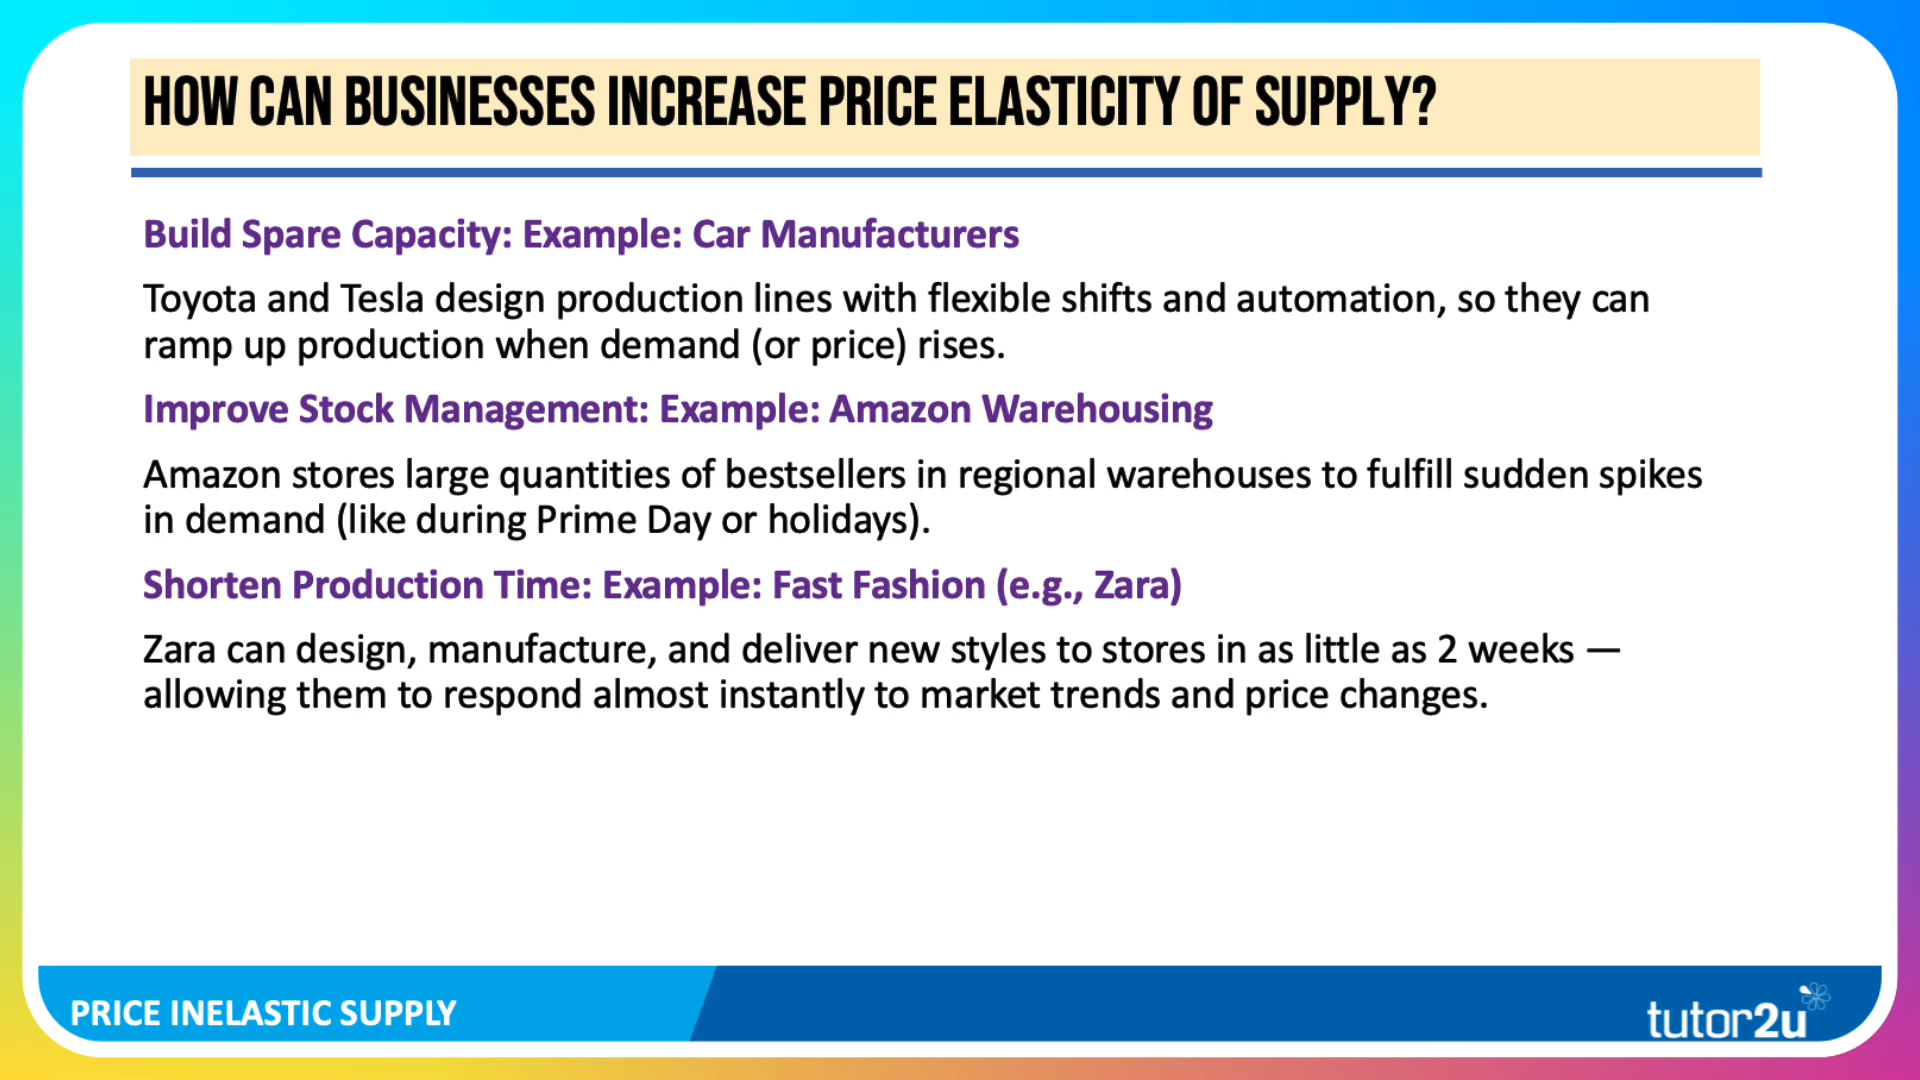 HOW CAN BUSINESSES INCREASE PRICE ELASTICITY OF SUPPLY?
Build Spare Capacity: Example: Car Manufacturers
Toyota and Tesla design production lines with flexible shifts and automation, so they can
ramp up production when demand (or price) rises.
Improve Stock Management: Example: Amazon Warehousing
Amazon stores large quantities of bestsellers in regional warehouses to fulfill sudden spikes
in demand (like during Prime Day or holidays).
Shorten Production Time: Example: Fast Fashion (e.g., Zara)
Zara can design, manufacture, and deliver new styles to stores in as little as 2 weeks —
allowing them to respond almost instantly to market trends and price changes.
PRICE INELASTIC SUPPLY
tutor2u